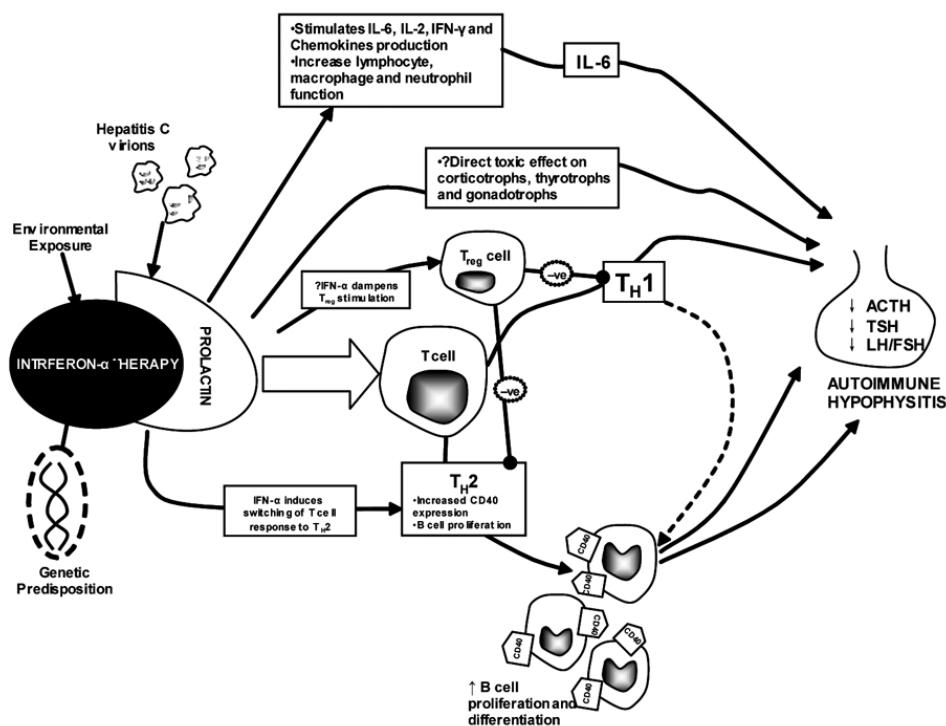 •Stimulates IL-6, IL-2, IFN-γ and
Chemokines production
•Increase lymphocyte,
macrophage and neutrophil
function
IL-6
Hepatitis C
virions
•?Direct toxic effect on
corticotrophs, thyrotrophs
and gonadotrophs
Environmental
Exposure
Treg cell
–ve
TH1
?IFN-α dampens
Treg stimulation
PROLACTIN
INTRFERON-α THERAPY
T cell
–ve
↓ ACTH
↓ TSH
↓ LH/FSH
AUTOIMMUNE
HYPOPHYSITIS
TH2
•Increased CD40
expression
•B cell proliferation
IFN-α induces
switching of T cell
response to TH2
Genetic
Predisposition
CD40
CD40
CD40
CD40
CD40
CD40
↑ B cell
proliferation and
differentiation